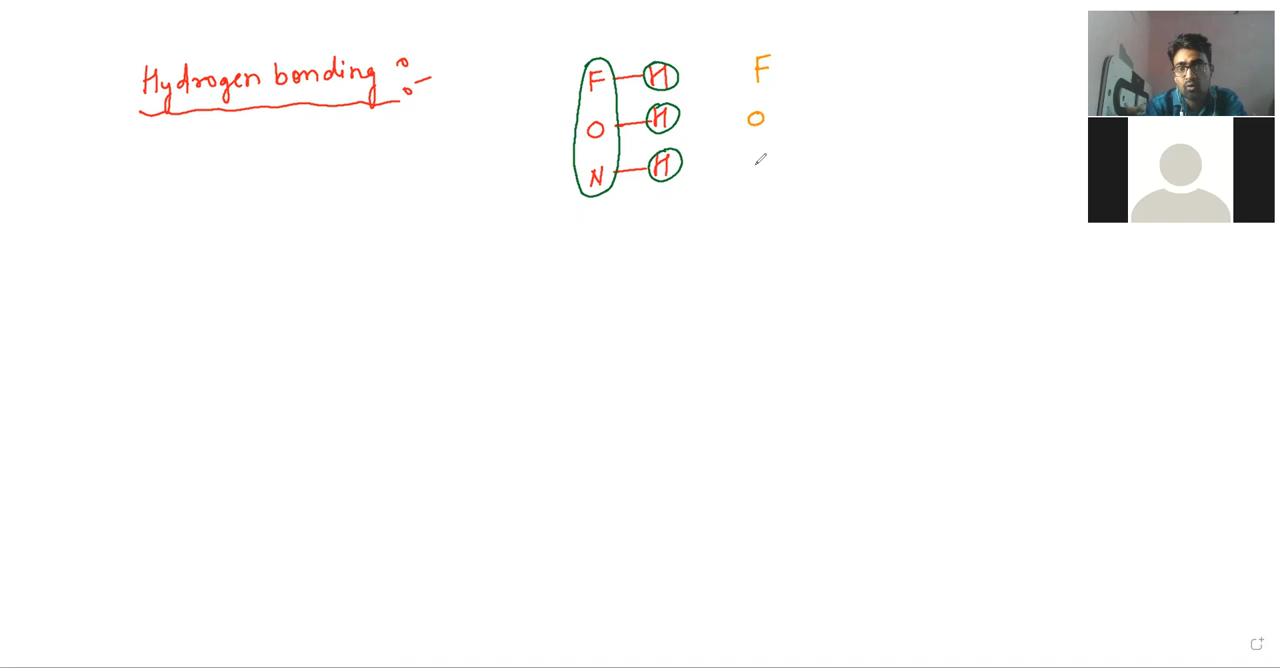 Hydrogen bonding :-
F—H F
O—H O
N—H